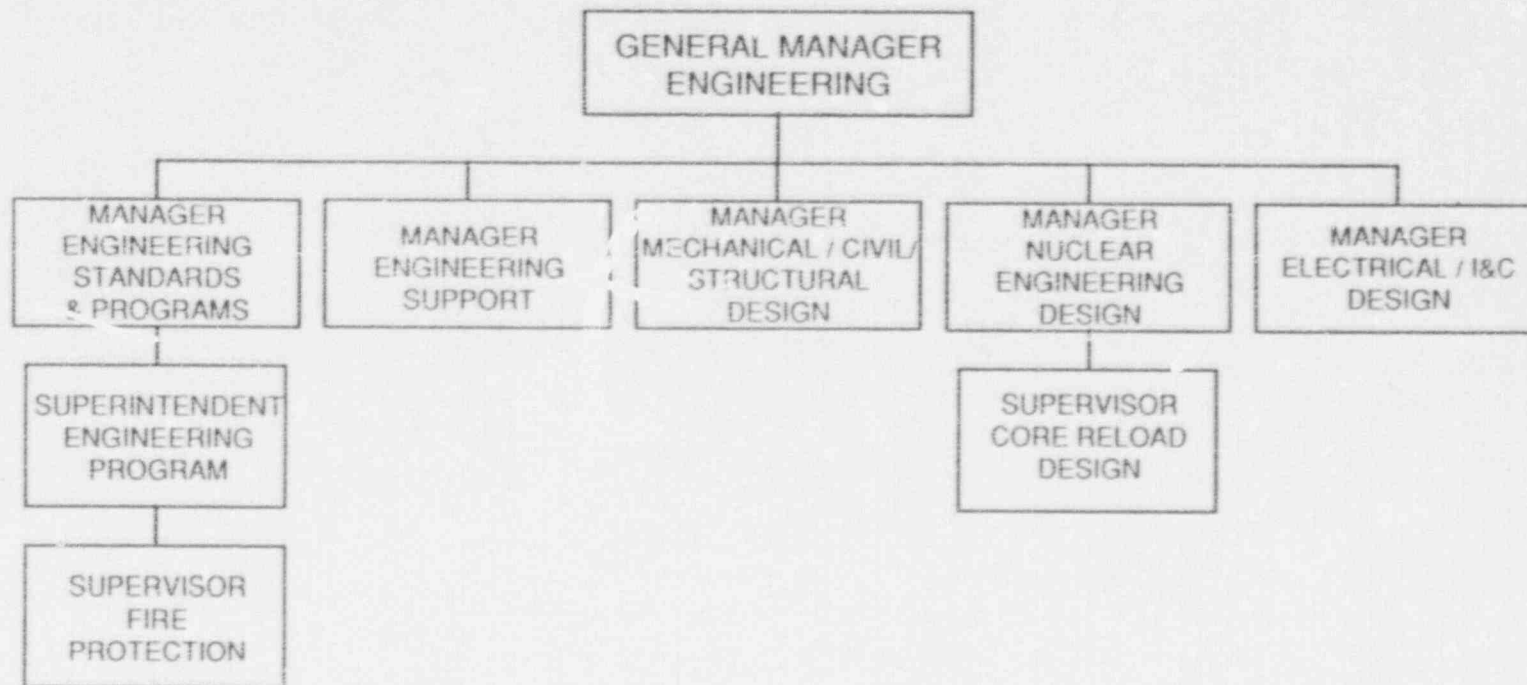 GENERAL MANAGER
ENGINEERING
MANAGER
ENGINEERING
STANDARDS
& PROGRAMS
MANAGER
ENGINEERING
SUPPORT
MANAGER
MECHANICAL / CIVIL/
STRUCTURAL
DESIGN
MANAGER
NUCLEAR
ENGINEERING
DESIGN
MANAGER
ELECTRICAL / I&C
DESIGN
SUPERINTENDENT
ENGINEERING
PROGRAM
SUPERVISOR
CORE RELOAD
DESIGN
SUPERVISOR
FIRE
PROTECTION